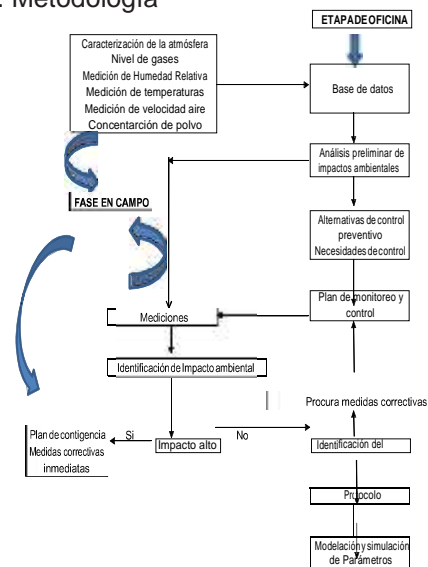 . Metodología
ETAPA DE OFICINA
Caracterización de la atmósfera
Nivel de gases
Medición de Humedad Relativa
Medición de temperaturas
Medición de velocidad aire
Concentarción de polvo
Base de datos
Análisis preliminar de
impactos ambientales
FASE EN CAMPO
Alternativas de control
preventivo
Necesidades de control
Plan de monitoreo y
control
Mediciones
Identificación de Impacto ambiental
Procura medidas correctivas
Plan de contigencia
Medidas correctivas
inmediatas
Si
Impacto alto
No
Identificación del
Protocolo
Modelación y simulación
de Parámetros